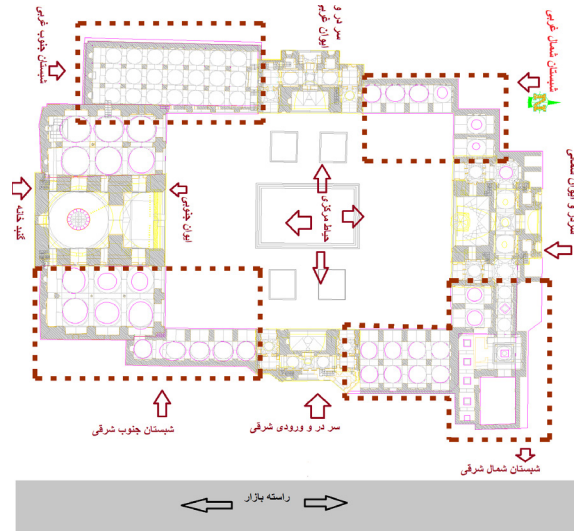 سر در و
ایوان غربی
شبستان شمال غربی
N
شبستان جنوب غربی
سر در و ایوان شمالی
حیاط مرکزی
ایوان جنوبی
گنبد خانه
سر در و ورودی شرقی
شبستان جنوب شرقی
شبستان شمال شرقی
راسته بازار